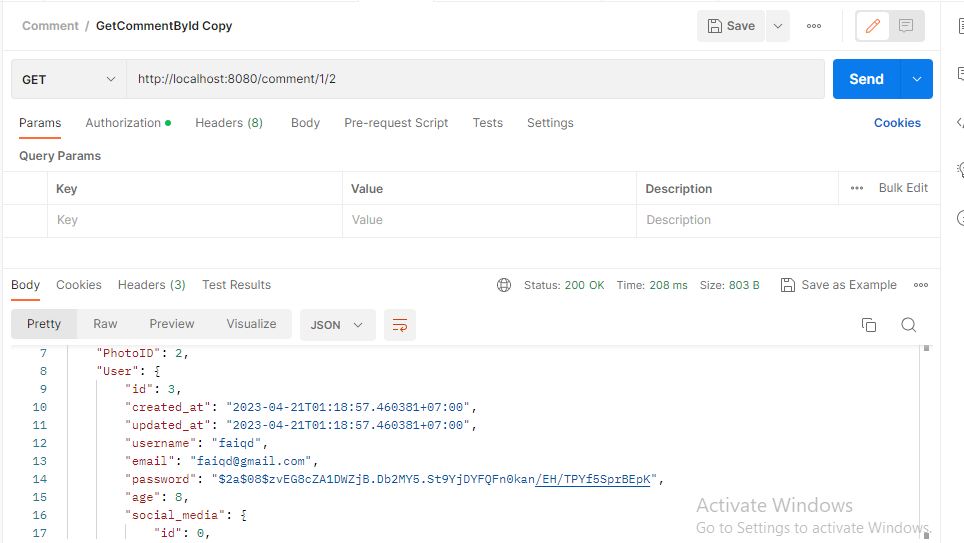 Comment / GetCommentById Copy
Save
GET
http://localhost:8080/comment/1/2
Send
Params Authorization Headers (8) Body Pre-request Script Tests Settings Cookies
Query Params
Key Value Description Bulk Edit
Key Value Description
Body Cookies Headers (3) Test Results Status: 200 OK Time: 208 ms Size: 803 B Save as Example
Pretty Raw Preview Visualize JSON
7 "PhotoID": 2,
8 "User": {
9 "id": 3,
10 "created_at": "2023-04-21T01:18:57.460381+07:00",
11 "updated_at": "2023-04-21T01:18:57.460381+07:00",
12 "username": "faiqd",
13 "email": "faiqd@gmail.com",
14 "password": "$2a$08$zvEG8cZA1DWZjB.Db2MY5.St9YjDYFQFn0kan/EH/TPYf5SprBEpK",
15 "age": 8,
16 "social_media": {
17 "id": 0,
Activate Windows
Go to Settings to activate Windows.